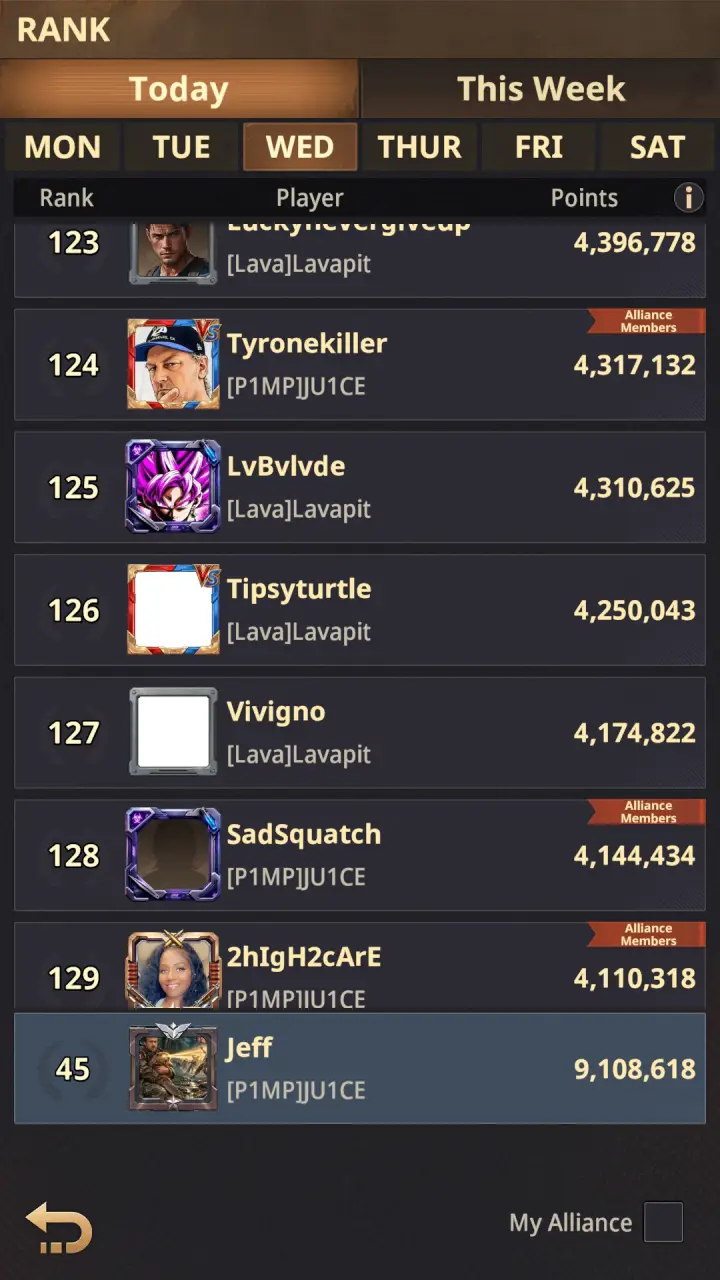 RANK
Today
This Week
MON
TUE
WED
THUR
FRI
SAT
Rank
Player
Points
123
Luckynevergiveup
[Lava]Lavapit
4,396,778
Alliance
Members
124
Tyronekiller
[P1MP]JU1CE
4,317,132
125
LvBvlvde
[Lava]Lavapit
4,310,625
126
Tipsyturtle
[Lava]Lavapit
4,250,043
127
Vivigno
[Lava]Lavapit
4,174,822
Alliance
Members
128
SadSquatch
[P1MP]JU1CE
4,144,434
Alliance
Members
129
2hIgH2cArE
[P1MP]JU1CE
4,110,318
45
Jeff
[P1MP]JU1CE
9,108,618
My Alliance